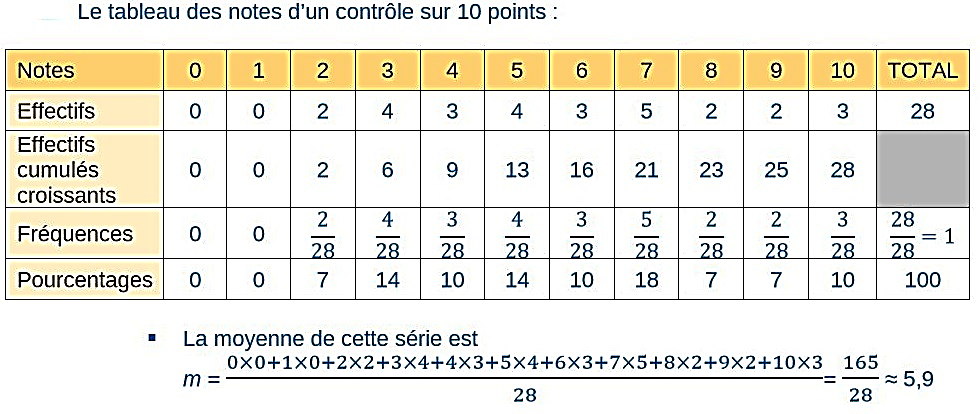 Le tableau des notes d’un contrôle sur 10 points :
Notes 0 1 2 3 4 5 6 7 8 9 10 TOTAL
Effectifs 0 0 2 4 3 4 3 5 2 2 3 28
Effectifs
cumulés 0 0 2 6 9 13 16 21 23 25 28
croissants
Fréquences 0 0 2/28 4/28 3/28 4/28 3/28 5/28 2/28 2/28 3/28 28/28 = 1
Pourcentages 0 0 7 14 10 14 10 18 7 7 10 100
▪ La moyenne de cette série est
m = 0×0+1×0+2×2+3×4+4×3+5×4+6×3+7×5+8×2+9×2+10×3/28 = 165/28 ≈ 5,9